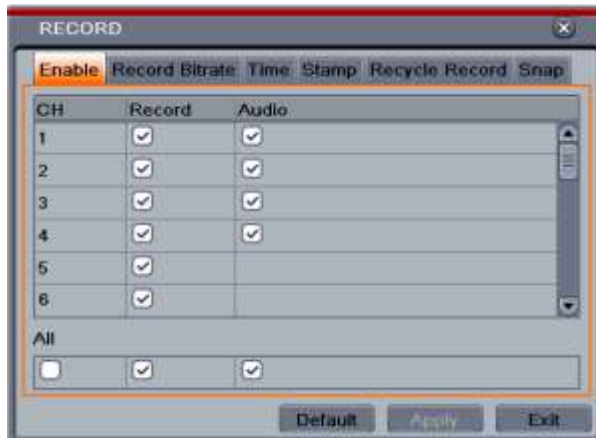 RECORD
Enable Record Bitrate Time Stamp Recycle Record Snap
CH Record Audio
1
2
3
4
5
6
All
Default Apply Exit